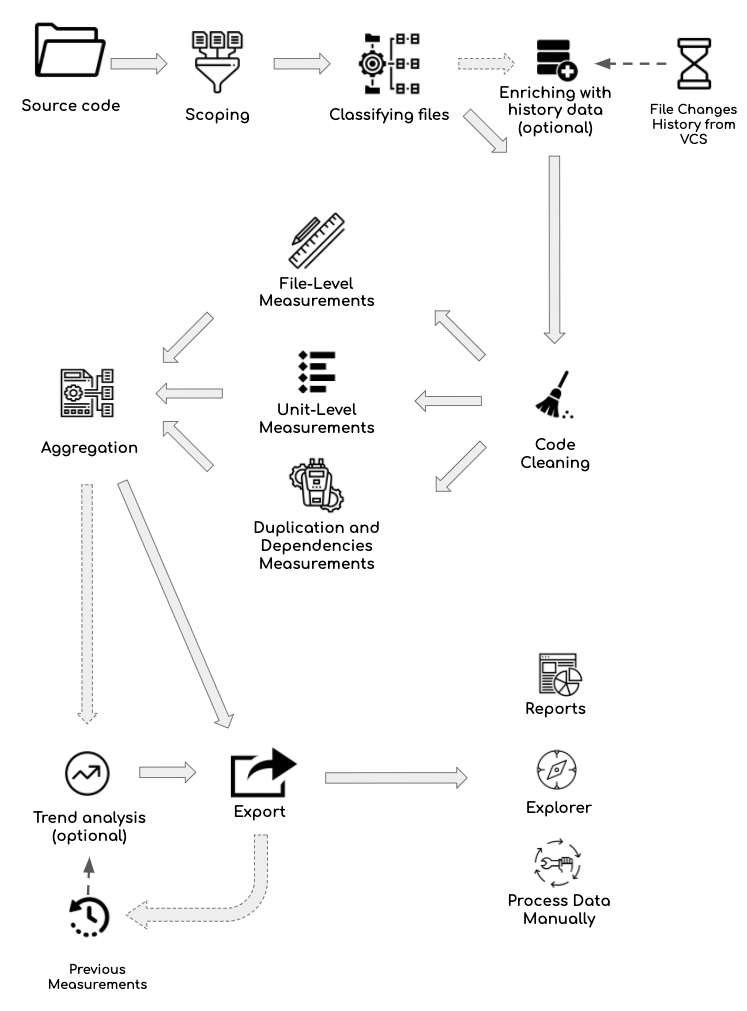 Source code
Scoping
Classifying files
Enriching with
history data
(optional)
File Changes
History from
VCS
File-Level
Measurements
Unit-Level
Measurements
Duplication and
Dependencies
Measurements
Aggregation
Code
Cleaning
Reports
Explorer
Process Data
Manually
Trend analysis
(optional)
Export
Previous
Measurements